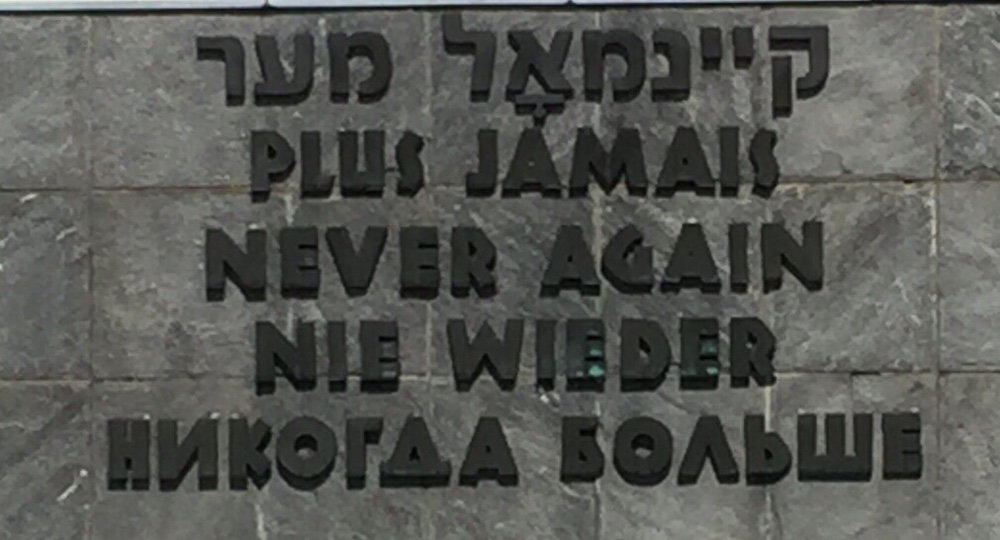 קיינמאָל מער
PLUS JAMAIS
NEVER AGAIN
NIE WIEDER
НИКОГДА БОЛЬШЕ